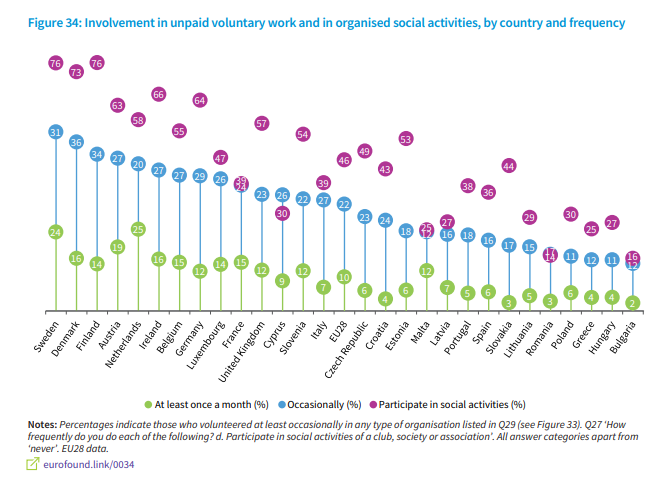 Figure 34: Involvement in unpaid voluntary work and in organised social activities, by country and frequency
76 73 76 63 58 66 55 64 47 39 57 30 54 39 46 49 43 53 25 27 38 36 44 29 17 30 25 27 16
31 36 34 27 20 27 27 29 26 24 23 26 22 27 22 23 24 18 12 16 18 16 17 15 14 11 12 11 12
24 16 14 19 25 16 15 12 14 15 12 9 12 7 10 6 4 6 12 7 5 6 3 5 3 6 4 4 2
Sweden Denmark Finland Austria Netherlands Ireland Belgium Germany Luxembourg France United Kingdom Cyprus Slovenia Italy EU28 Czech Republic Croatia Estonia Malta Latvia Portugal Spain Slovakia Lithuania Romania Poland Greece Hungary Bulgaria
At least once a month (%) Occasionally (%) Participate in social activities (%)
Notes: Percentages indicate those who volunteered at least occasionally in any type of organisation listed in Q29 (see Figure 33). Q27 ‘How
frequently do you do each of the following? d. Participate in social activities of a club, society or association’. All answer categories apart from
‘never’. EU28 data.
eurofound.link/0034